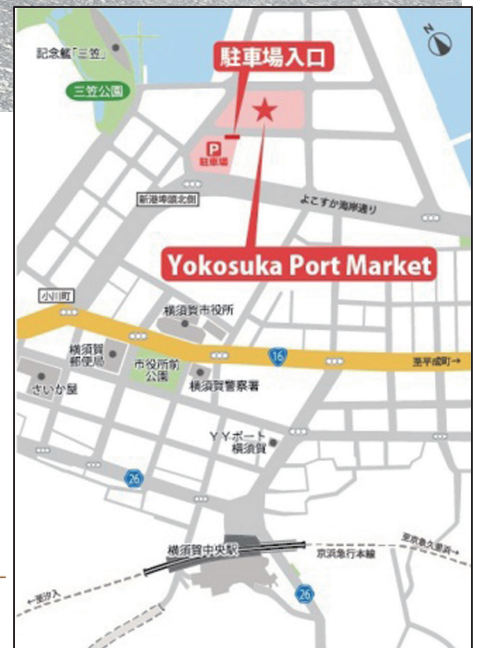 N
記念艦「三笠」
駐車場入口
三笠公園
P
駐車場
新港埠頭北側
よこすか海岸通り
Yokosuka Port Market
小川町
横須賀市役所
16
横須賀
郵便局
市役所前
公園
横須賀警察署
至平成町→
さいか屋
YYポート
横須賀
26
横須賀中央駅
京浜急行本線
至京急久里浜→
←至汐入
26